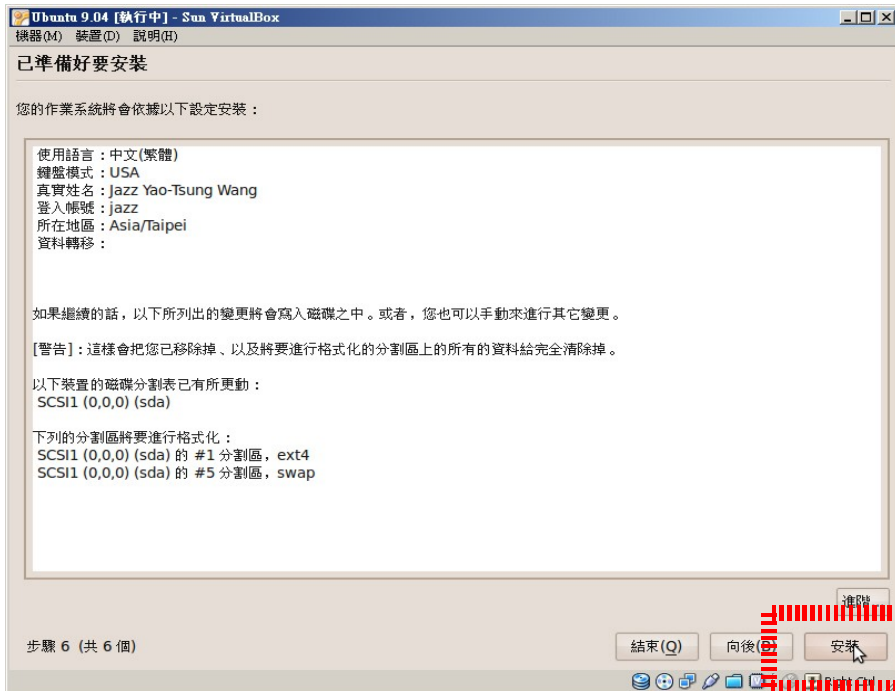 Ubuntu 9.04 [執行中] - Sun VirtualBox
機器(M) 裝置(D) 說明(H)
已準備好要安裝
您的作業系統將會依據以下設定安裝：
使用語言：中文(繁體)
鍵盤模式：USA
真實姓名：Jazz Yao-Tsung Wang
登入帳號：jazz
所在地區：Asia/Taipei
資料轉移：
如果繼續的話，以下所列出的變更將會寫入磁碟之中。或者，您也可以手動來進行其它變更。
[警告]：這樣會把您已移除掉、以及將要進行格式化的分割區上的所有的資料給完全清除掉。
以下裝置的磁碟分割表已有所更動：
SCSI1 (0,0,0) (sda)
下列的分割區將要進行格式化：
SCSI1 (0,0,0) (sda) 的 #1 分割區，ext4
SCSI1 (0,0,0) (sda) 的 #5 分割區，swap
進階...
步驟 6 (共 6 個) 結束(Q) 向後(B) 安裝
Right Ctrl